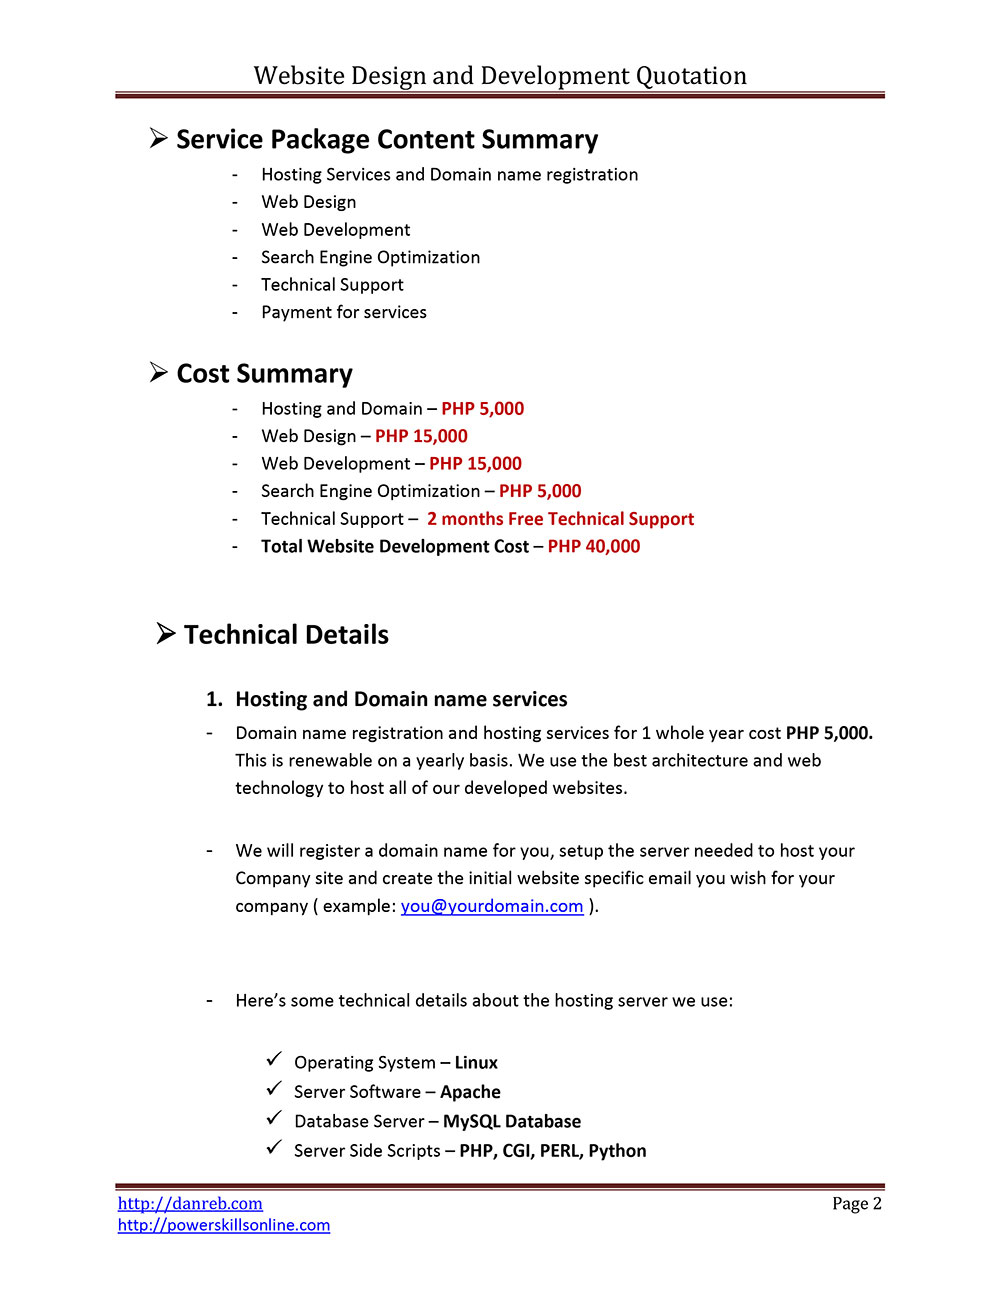 Website Design and Development Quotation
➢ Service Package Content Summary
- Hosting Services and Domain name registration
- Web Design
- Web Development
- Search Engine Optimization
- Technical Support
- Payment for services
➢ Cost Summary
- Hosting and Domain – PHP 5,000
- Web Design – PHP 15,000
- Web Development – PHP 15,000
- Search Engine Optimization – PHP 5,000
- Technical Support – 2 months Free Technical Support
- Total Website Development Cost – PHP 40,000
➢ Technical Details
1. Hosting and Domain name services
- Domain name registration and hosting services for 1 whole year cost PHP 5,000.
This is renewable on a yearly basis. We use the best architecture and web
technology to host all of our developed websites.
- We will register a domain name for you, setup the server needed to host your
Company site and create the initial website specific email you wish for your
company ( example: you@yourdomain.com ).
- Here’s some technical details about the hosting server we use:
✓ Operating System – Linux
✓ Server Software – Apache
✓ Database Server – MySQL Database
✓ Server Side Scripts – PHP, CGI, PERL, Python
http://danreb.com Page 2
http://powerskillsonline.com